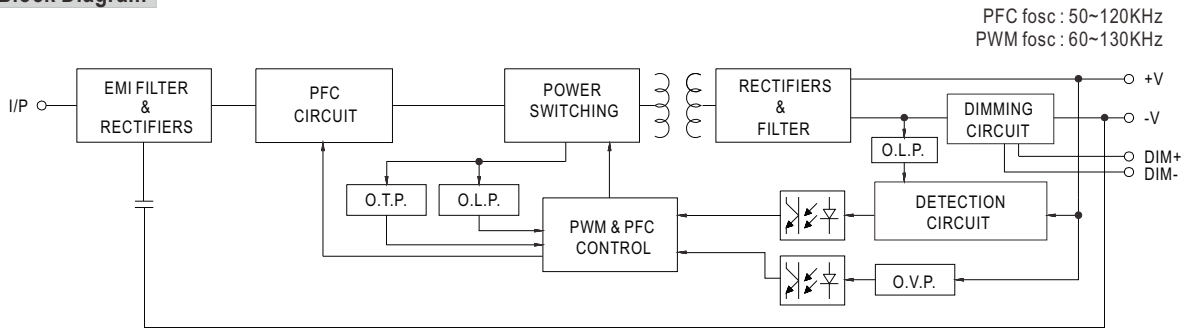 Block Diagram
PFC fosc : 50~120KHz
PWM fosc : 60~130KHz
I/P
EMI FILTER
&
RECTIFIERS
PFC
CIRCUIT
POWER
SWITCHING
RECTIFIERS
&
FILTER
DIMMING
CIRCUIT
+V
-V
DIM+
DIM-
O.L.P.
O.T.P.
O.L.P.
PWM & PFC
CONTROL
DETECTION
CIRCUIT
O.V.P.